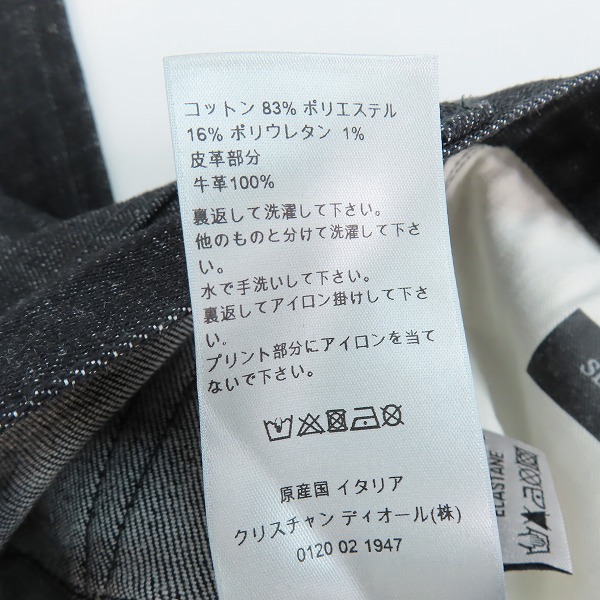 コットン 83% ポリエステル
16% ポリウレタン 1%
皮革部分
牛革100%
裏返して洗濯して下さい。
他のものと分けて洗濯して下さ
い。
水で手洗いして下さい。
裏返してアイロン掛けして下さ
い。
プリント部分にアイロンを当て
ないで下さい。
原産国 イタリア
クリスチャン ディオール(株)
0120 02 1947
ELASTANE